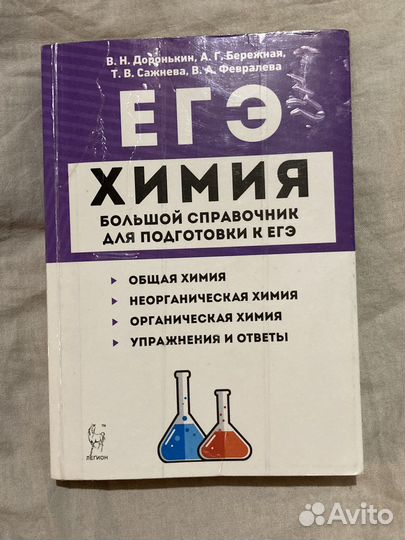 В. Н. Доронькин, А. Г. Бережная,
Т. В. Сажнева, В. А. Февралева
ЕГЭ
ХИМИЯ
БОЛЬШОЙ СПРАВОЧНИК
ДЛЯ ПОДГОТОВКИ К ЕГЭ
ОБЩАЯ ХИМИЯ
НЕОРГАНИЧЕСКАЯ ХИМИЯ
ОРГАНИЧЕСКАЯ ХИМИЯ
УПРАЖНЕНИЯ И ОТВЕТЫ
TM
ЛЕГИОН
Avito